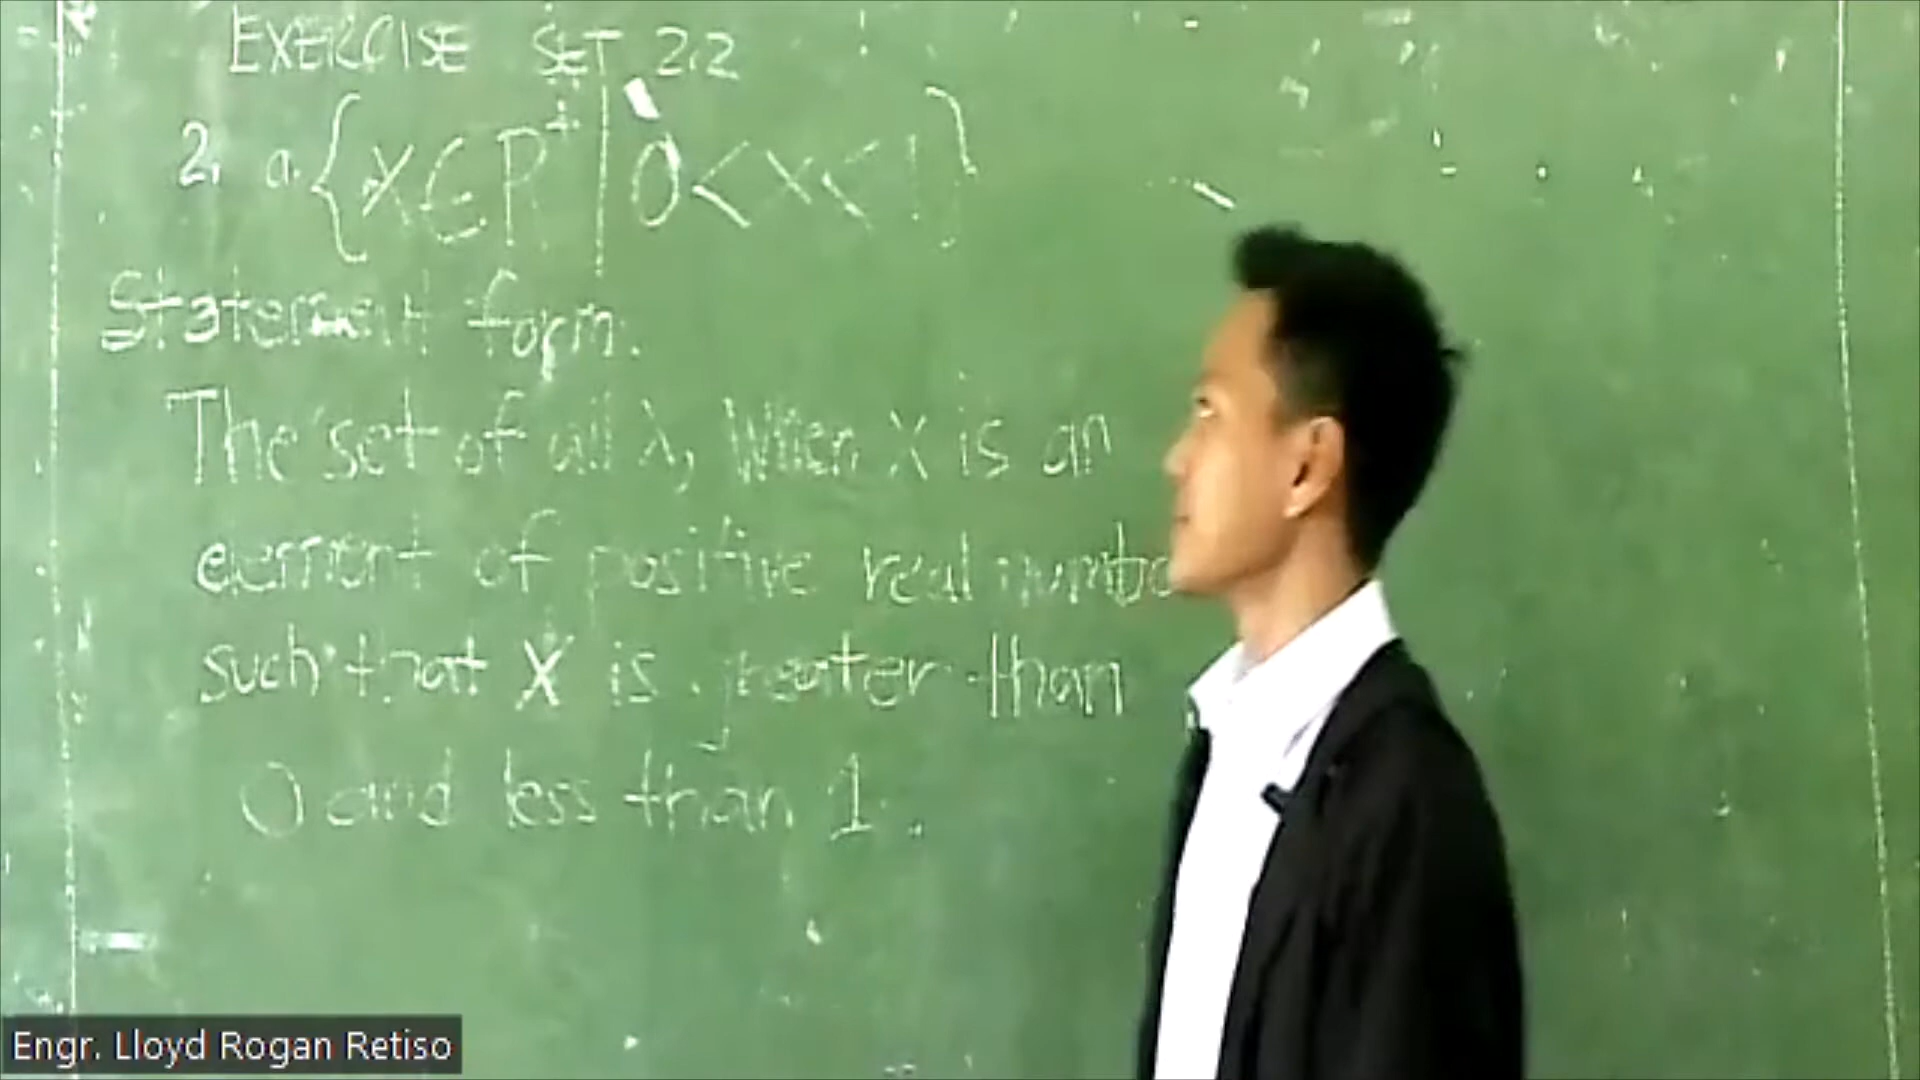 EXERCISE SET 2.2
2. a. {X ∈ R⁺ | 0 < x < 1}
Statement form:
The set of all x, when x is an
element of positive real
such that X is greater than
0 and less than 1.
Engr. Lloyd Rogan Retiso